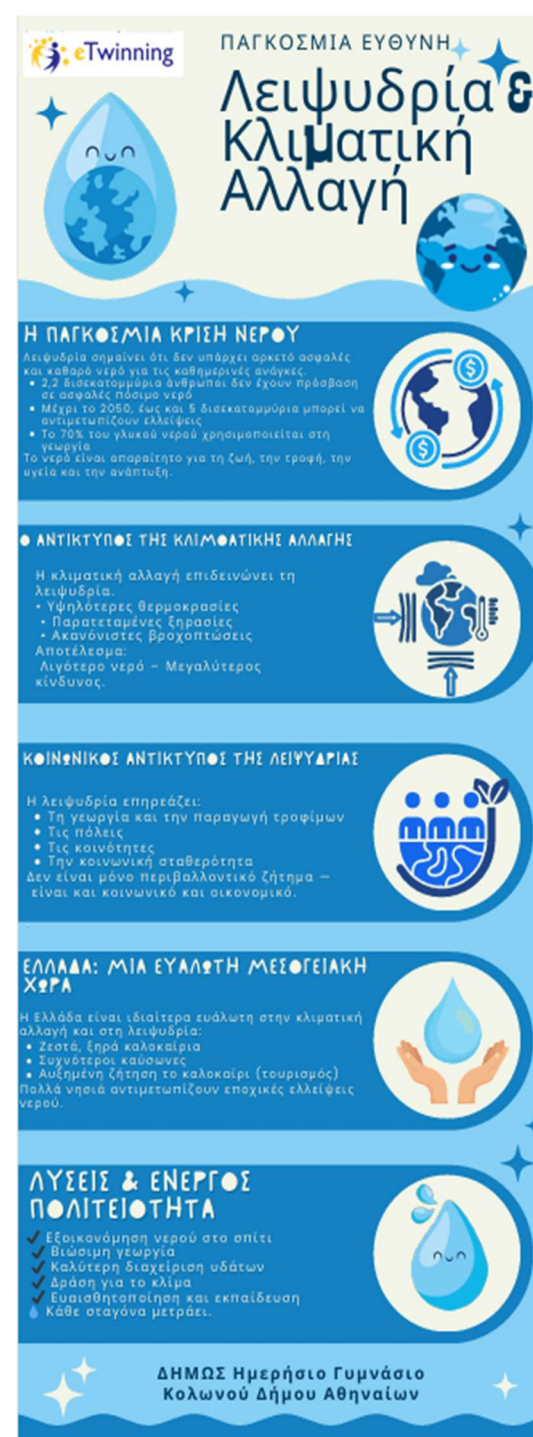 eTwinning
ΠΑΓΚΟΣΜΙΑ ΕΥΘΥΝΗ
Λειψυδρία &
Κλιματική
Αλλαγή
Η ΠΑΓΚΟΣΜΙΑ ΚΡΙΣΗ ΝΕΡΟΥ
Λειψυδρία σημαίνει ότι δεν υπάρχει αρκετό ασφαλές
και καθαρό νερό για τις καθημερινές ανάγκες.
• 2,2 δισεκατομμύρια άνθρωποι δεν έχουν πρόσβαση
σε ασφαλές πόσιμο νερό
• Μέχρι το 2050, έως και 5 δισεκατομμύρια μπορεί να
αντιμετωπίζουν ελλείψεις
• Το 70% του γλυκού νερού χρησιμοποιείται στη
γεωργία
Το νερό είναι απαραίτητο για τη ζωή, την τροφή, την
υγεία και την ανάπτυξη.
$
$
Ο ΑΝΤΙΚΤΥΠΟΣ ΤΗΣ ΚΛΙΜΟΑΤΙΚΗΣ ΑΛΛΑΓΗΣ
Η κλιματική αλλαγή επιδεινώνει τη
λειψυδρία.
• Υψηλότερες θερμοκρασίες
• Παρατεταμένες ξηρασίες
• Ακανόνιστες βροχοπτώσεις
Αποτέλεσμα:
Λιγότερο νερό – Μεγαλύτερος
κίνδυνος.
ΚΟΙΝΩΝΙΚΟΣ ΑΝΤΙΚΤΥΠΟΣ ΤΗΣ ΛΕΙΨΥΔΡΙΑΣ
Η λειψυδρία επηρεάζει:
• Τη γεωργία και την παραγωγή τροφίμων
• Τις πόλεις
• Τις κοινότητες
• Την κοινωνική σταθερότητα
Δεν είναι μόνο περιβαλλοντικό ζήτημα —
είναι και κοινωνικό και οικονομικό.
ΕΛΛΑΔΑ: ΜΙΑ ΕΥΑΛΩΤΗ ΜΕΣΟΓΕΙΑΚΗ
ΧΩΡΑ
Η Ελλάδα είναι ιδιαίτερα ευάλωτη στην κλιματική
αλλαγή και στη λειψυδρία:
• Ζεστά, ξηρά καλοκαίρια
• Συχνότεροι καύσωνες
• Αυξημένη ζήτηση το καλοκαίρι (τουρισμός)
Πολλά νησιά αντιμετωπίζουν εποχικές ελλείψεις
νερού.
ΛΥΣΕΙΣ & ΕΝΕΡΓΟΣ
ΠΟΛΙΤΕΙΟΤΗΤΑ
✔ Εξοικονόμηση νερού στο σπίτι
✔ Βιώσιμη γεωργία
✔ Καλύτερη διαχείριση υδάτων
✔ Δράση για το κλίμα
✔ Ευαισθητοποίηση και εκπαίδευση
💧 Κάθε σταγόνα μετράει.
ΔΗΜΩΣ Ημερήσιο Γυμνάσιο
Κολωνού Δήμου Αθηναίων